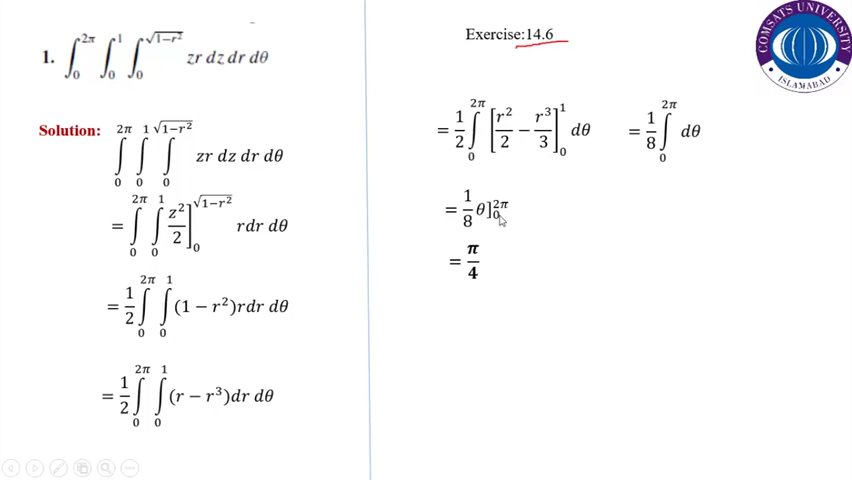 1. ∫₀^{2π} ∫₀^{1} ∫₀^{√(1−r²)} zr dz dr dθ
Solution: ∫₀^{2π} ∫₀^{1} ∫₀^{√(1−r²)} zr dz dr dθ
= ∫₀^{2π} ∫₀^{1} z²/2]₀^{√(1−r²)} rdr dθ
= 1/2 ∫₀^{2π} ∫₀^{1} (1 − r²)rdr dθ
= 1/2 ∫₀^{2π} ∫₀^{1} (r − r³)dr dθ
Exercise:14.6
= 1/2 ∫₀^{2π} [r²/2 − r³/3]₀^{1} dθ = 1/8 ∫₀^{2π} dθ
= 1/8 θ]₀^{2π}
= π/4
COMSATS UNIVERSITY
ISLAMABAD